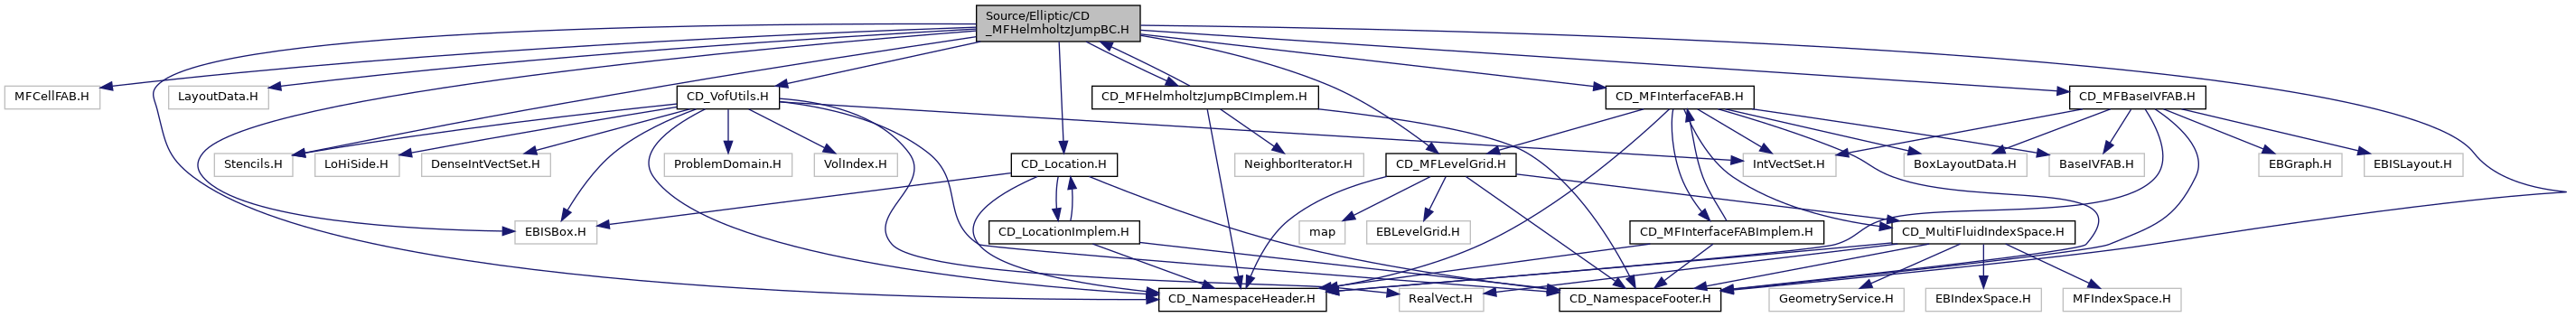 Source/Elliptic/CD
_MFHelmholtzJumpBC.H
MFCellFAB.H
LayoutData.H
CD_VofUtils.H
CD_MFHelmholtzJumpBCImplem.H
CD_MFInterfaceFAB.H
CD_MFBaseIVFAB.H
Stencils.H
LoHiSide.H
DenseIntVectSet.H
ProblemDomain.H
VolIndex.H
CD_Location.H
NeighborIterator.H
CD_MFLevelGrid.H
IntVectSet.H
BoxLayoutData.H
BaseIVFAB.H
EBGraph.H
EBISLayout.H
EBISBox.H
CD_LocationImplem.H
map
EBLevelGrid.H
CD_MFInterfaceFABImplem.H
CD_MultiFluidIndexSpace.H
CD_NamespaceHeader.H
RealVect.H
CD_NamespaceFooter.H
GeometryService.H
EBIndexSpace.H
MFIndexSpace.H